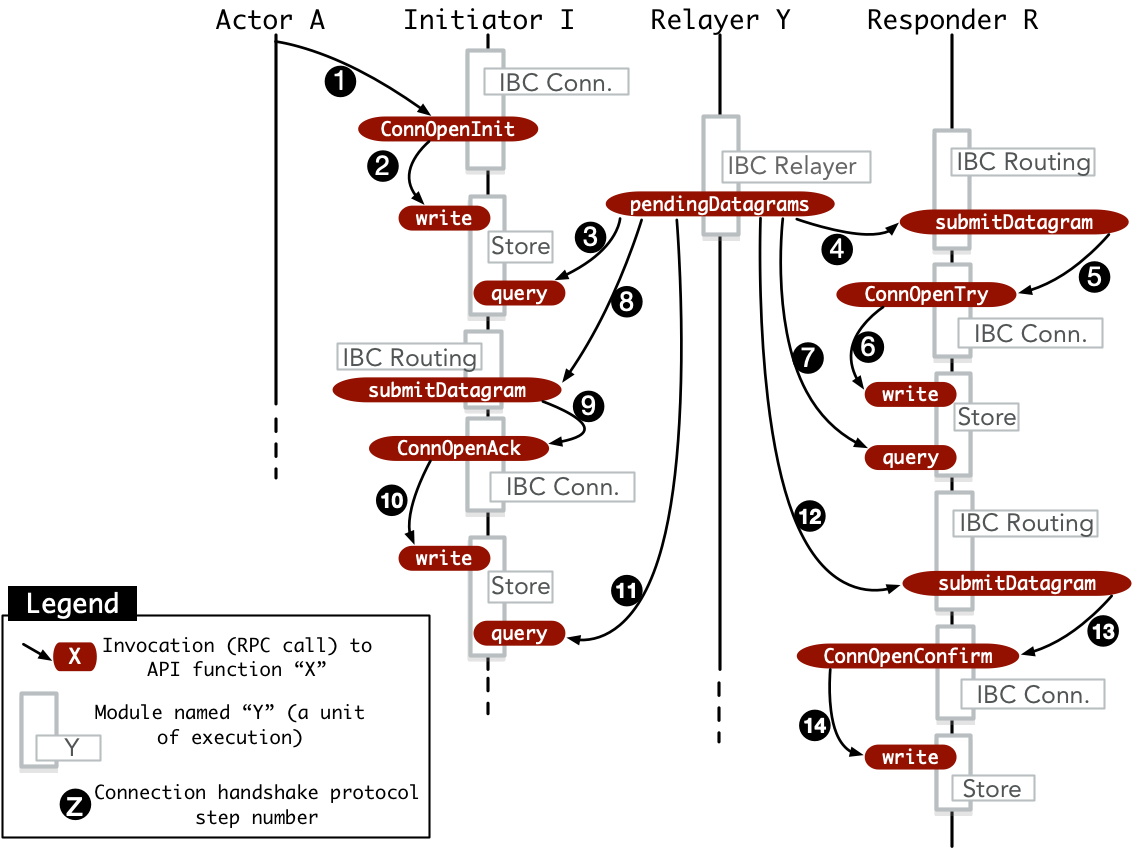 Actor A
Initiator I
Relayer Y
Responder R
1
IBC Conn.
ConnOpenInit
2
write
Store
3
query
IBC Relayer
pendingDatagrams
4
IBC Routing
submitDatagram
5
ConnOpenTry
IBC Conn.
6
7
write
Store
query
8
IBC Routing
submitDatagram
9
ConnOpenAck
IBC Conn.
10
write
Store
11
query
12
IBC Routing
submitDatagram
13
ConnOpenConfirm
IBC Conn.
14
write
Store
Legend
X
Invocation (RPC call) to
API function “X”
Y
Module named “Y” (a unit
of execution)
Z
Connection handshake protocol
step number